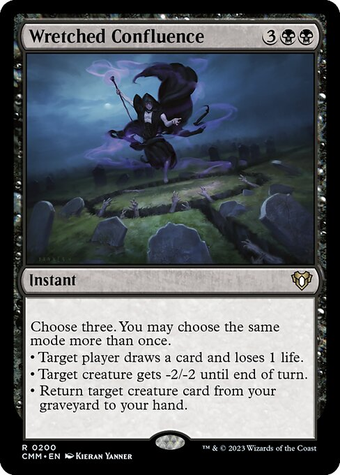 Wretched Confluence 3
Instant
Choose three. You may choose the same
mode more than once.
• Target player draws a card and loses 1 life.
• Target creature gets -2/-2 until end of turn.
• Return target creature card from your
graveyard to your hand.
R 0200
CMM • EN KIERAN YANNER
™ & © 2023 Wizards of the Coast